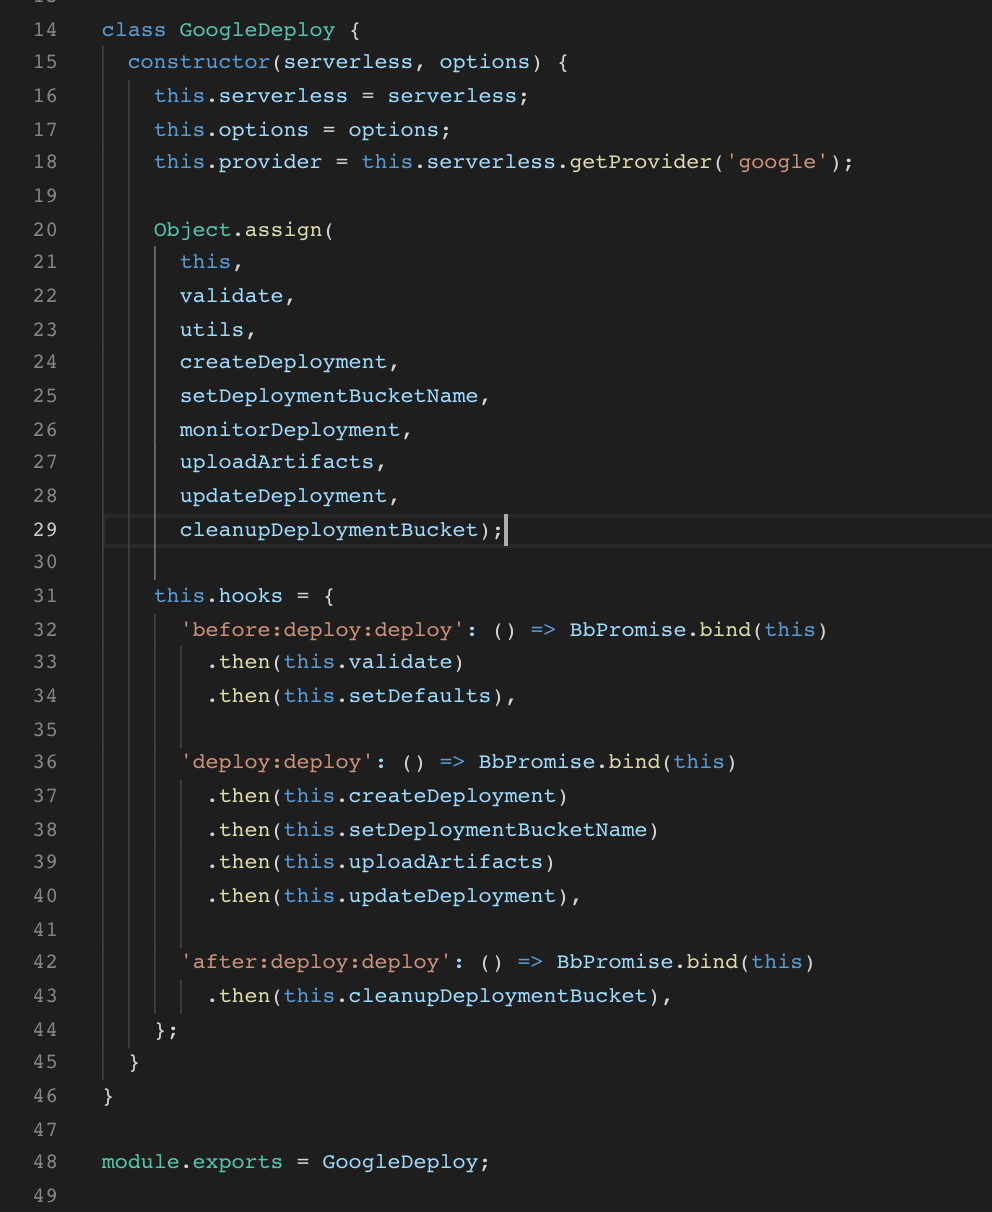 14 class GoogleDeploy {
15   constructor(serverless, options) {
16     this.serverless = serverless;
17     this.options = options;
18     this.provider = this.serverless.getProvider('google');
19
20     Object.assign(
21       this,
22       validate,
23       utils,
24       createDeployment,
25       setDeploymentBucketName,
26       monitorDeployment,
27       uploadArtifacts,
28       updateDeployment,
29       cleanupDeploymentBucket);
30
31     this.hooks = {
32       'before:deploy:deploy': () => BbPromise.bind(this)
33         .then(this.validate)
34         .then(this.setDefaults),
35
36       'deploy:deploy': () => BbPromise.bind(this)
37         .then(this.createDeployment)
38         .then(this.setDeploymentBucketName)
39         .then(this.uploadArtifacts)
40         .then(this.updateDeployment),
41
42       'after:deploy:deploy': () => BbPromise.bind(this)
43         .then(this.cleanupDeploymentBucket),
44     };
45   }
46 }
47
48 module.exports = GoogleDeploy;
49